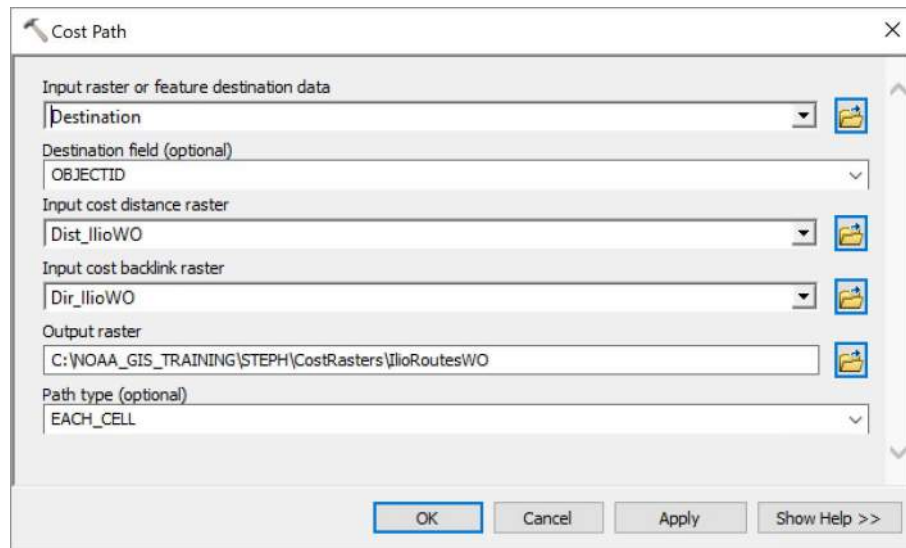 Cost Path
Input raster or feature destination data
Destination
Destination field (optional)
OBJECTID
Input cost distance raster
Dist_IlioWO
Input cost backlink raster
Dir_IlioWO
Output raster
C:\NOAA_GIS_TRAINING\STEPH\CostRasters\IlioRoutesWO
Path type (optional)
EACH_CELL
OK Cancel Apply Show Help >>